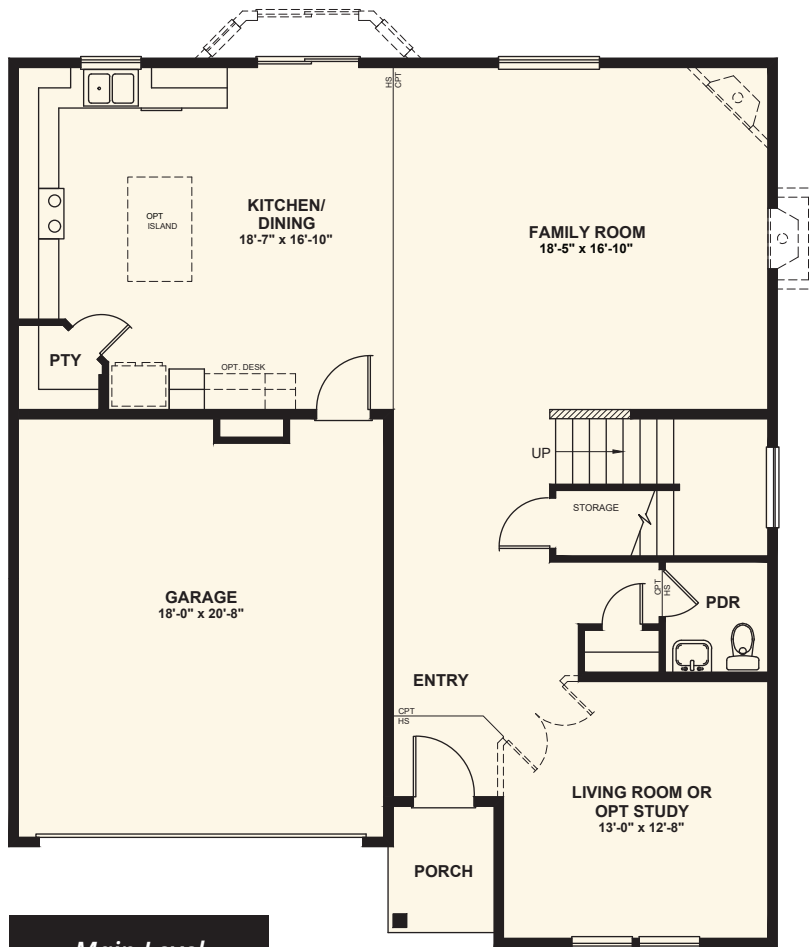 HS
CPT
KITCHEN/
DINING
18'-7" x 16'-10"
OPT
ISLAND
FAMILY ROOM
18'-5" x 16'-10"
PTY
OPT. DESK
UP
STORAGE
GARAGE
18'-0" x 20'-8"
CPT
HS
PDR
ENTRY
CPT
HS
LIVING ROOM OR
OPT STUDY
13'-0" x 12'-8"
PORCH
Main Level